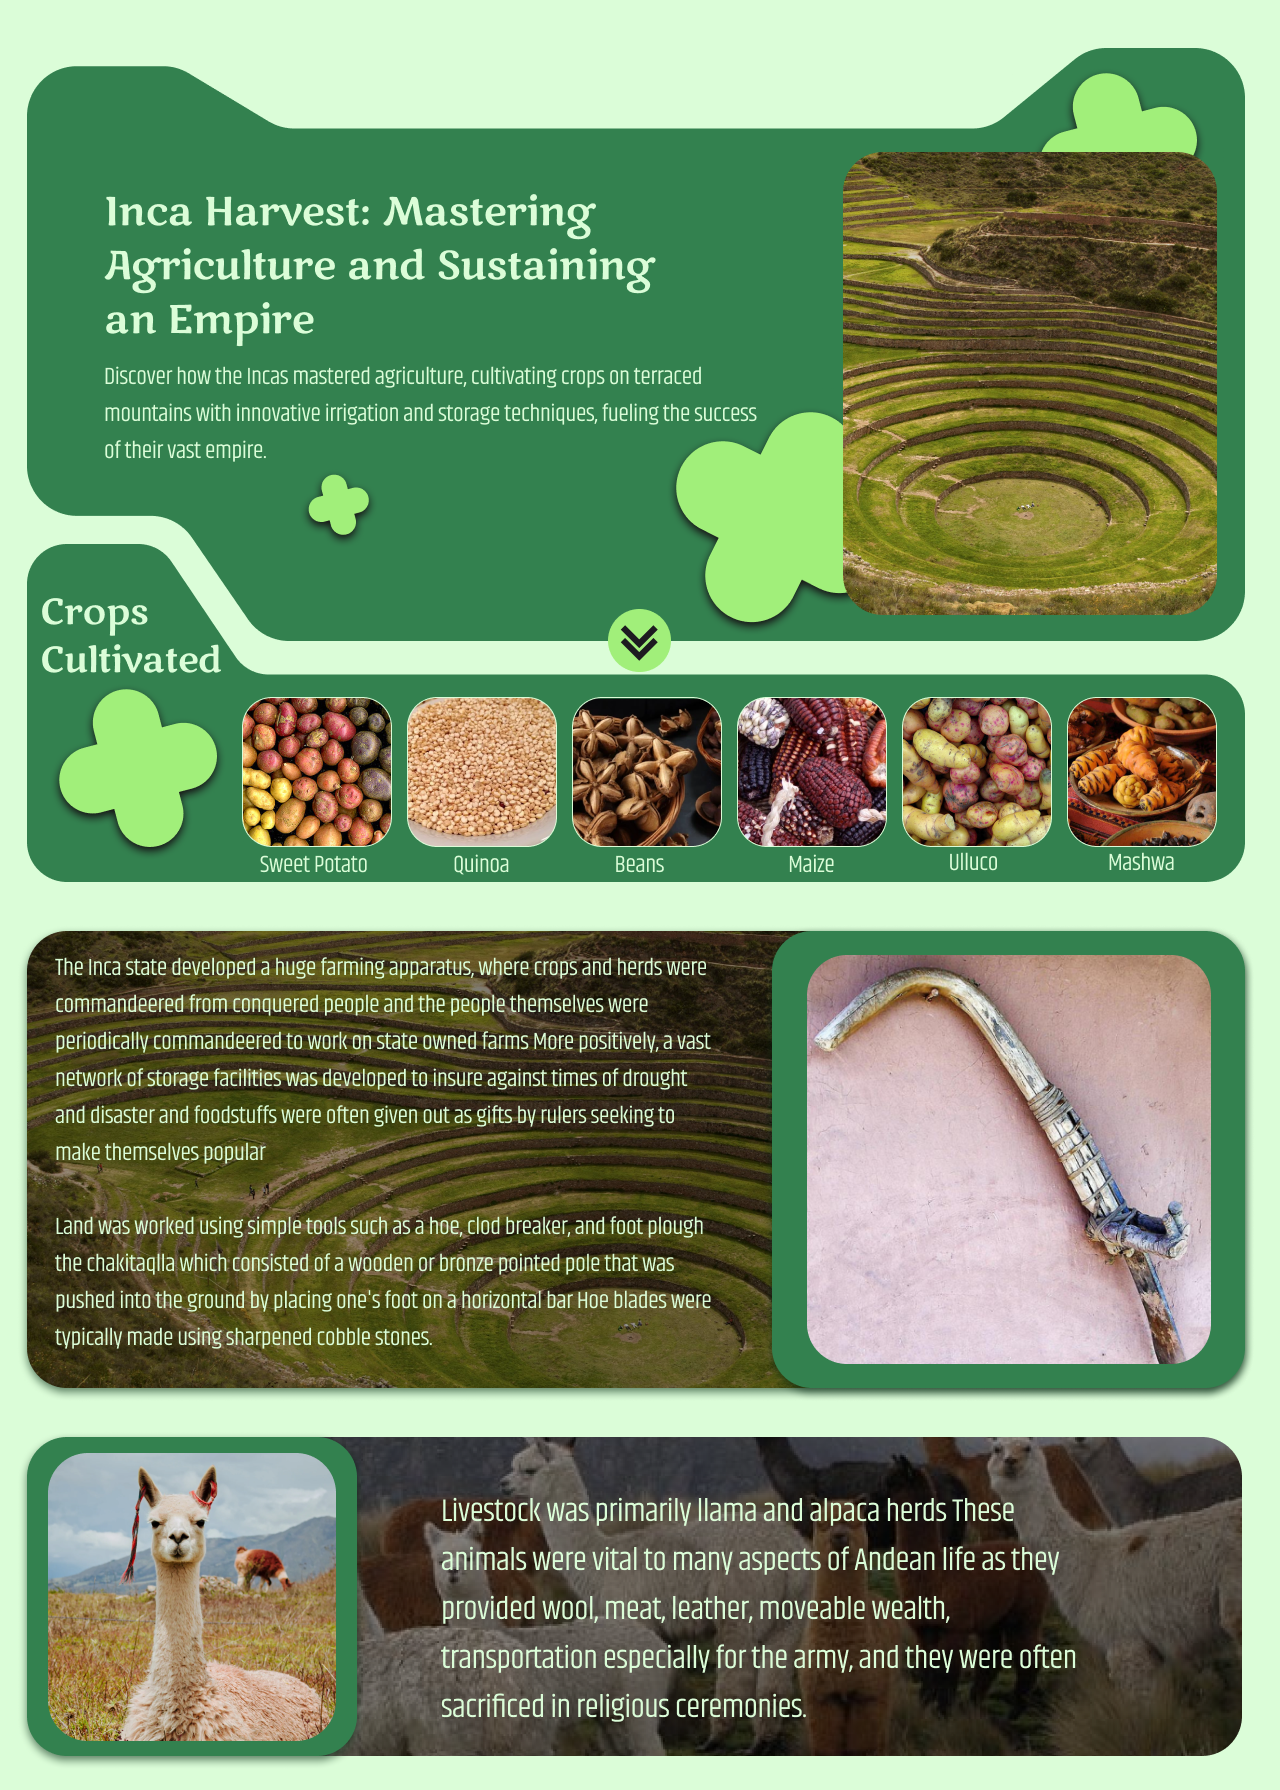 Inca Harvest: Mastering
Agriculture and Sustaining
an Empire
Discover how the Incas mastered agriculture, cultivating crops on terraced
mountains with innovative irrigation and storage techniques, fueling the success
of their vast empire.
Crops
Cultivated
Sweet Potato
Quinoa
Beans
Maize
Ulluco
Mashwa
The Inca state developed a huge farming apparatus, where crops and herds were
commandeered from conquered people and the people themselves were
periodically commandeered to work on state owned farms More positively, a vast
network of storage facilities was developed to insure against times of drought
and disaster and foodstuffs were often given out as gifts by rulers seeking to
make themselves popular
Land was worked using simple tools such as a hoe, clod breaker, and foot plough
the chakitaqlla which consisted of a wooden or bronze pointed pole that was
pushed into the ground by placing one's foot on a horizontal bar Hoe blades were
typically made using sharpened cobble stones.
Livestock was primarily llama and alpaca herds These
animals were vital to many aspects of Andean life as they
provided wool, meat, leather, moveable wealth,
transportation especially for the army, and they were often
sacrificed in religious ceremonies.